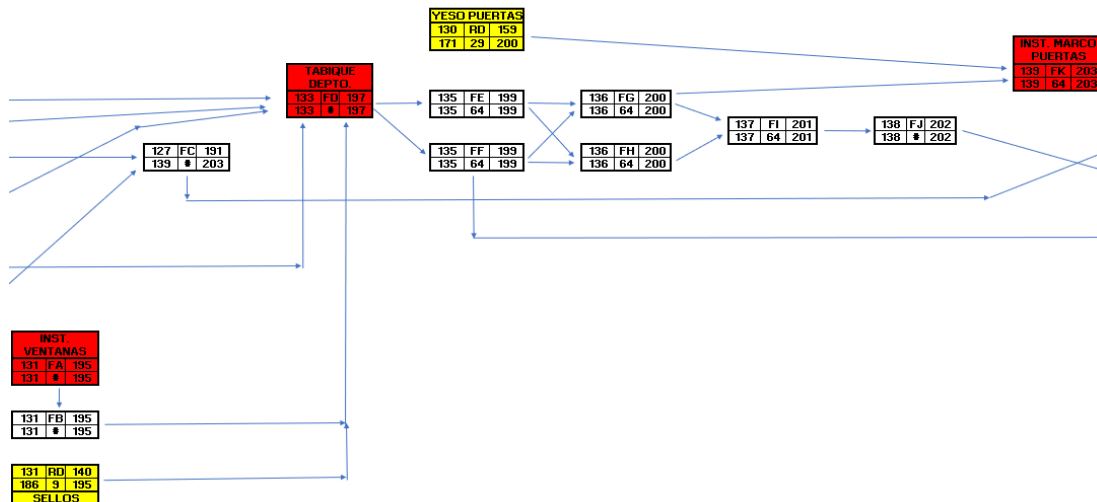 YESO PUERTAS
130 RD 159
171 29 200
INST. MARCO
PUERTAS
139 FK 203
139 64 203
TABIQUE
DEPTO.
133 FD 197
133 # 197
135 FE 199
135 64 199
136 FG 200
136 64 200
137 FI 201
137 64 201
138 FJ 202
138 # 202
127 FC 191
139 # 203
135 FF 199
135 64 199
136 FH 200
136 64 200
INST.
VENTANAS
131 FA 195
131 # 195
131 FB 195
131 # 195
131 RD 140
186 9 195
SELLOS